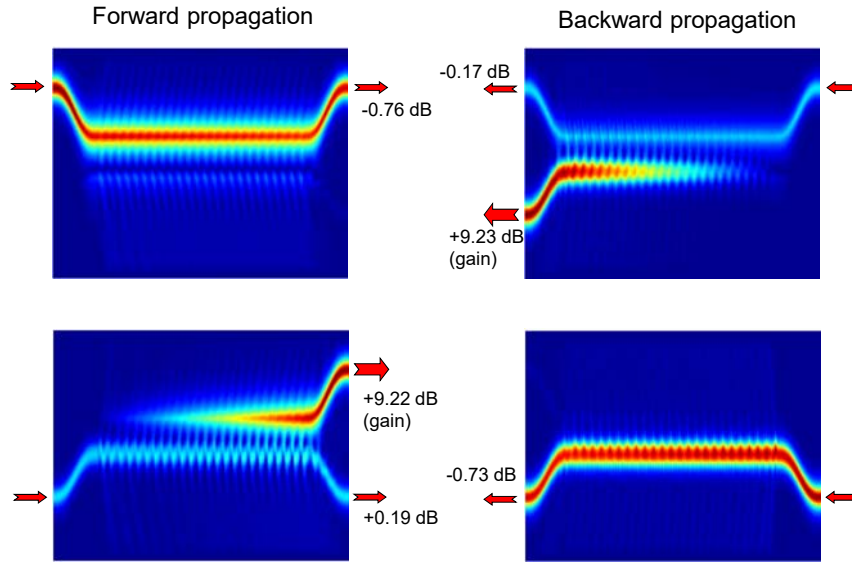 Forward propagation
Backward propagation
-0.76 dB
-0.17 dB
+9.23 dB
(gain)
+9.22 dB
(gain)
+0.19 dB
-0.73 dB